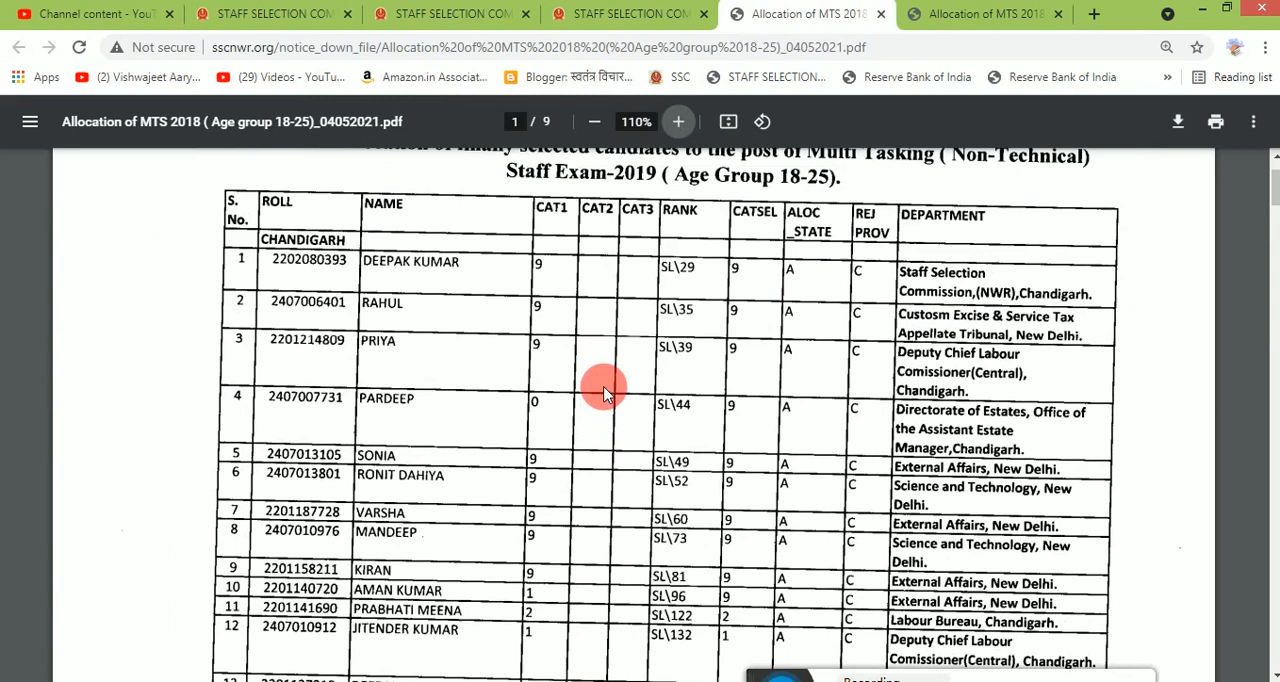 Channel content - YouT
STAFF SELECTION COM
STAFF SELECTION COM
STAFF SELECTION COM
Allocation of MTS 2018
Allocation of MTS 2018
Not secure
sscnwr.org/notice_down_file/Allocation%20of%20MTS%202018%20(%20Age%20group%2018-25)_04052021.pdf
Apps
(2) Vishwajeet Aary...
(29) Videos - YouTu...
Amazon.in Associat...
Blogger: स्वतंत्र विचार...
SSC
STAFF SELECTION...
Reserve Bank of India
Reserve Bank of India
»
Reading list
Allocation of MTS 2018 ( Age group 18-25)_04052021.pdf
1 / 9
110%
selected candidates to the post of Multi Tasking ( Non-Technical)
Staff Exam-2019 ( Age Group 18-25).
S. No. ROLL NAME CAT1 CAT2 CAT3 RANK CATSEL ALOC _STATE REJ PROV DEPARTMENT
CHANDIGARH
1 2202080393 DEEPAK KUMAR 9 SL\29 9 A C Staff Selection
Commission,(NWR),Chandigarh.
2 2407006401 RAHUL 9 SL\35 9 A C Custosm Excise & Service Tax
Appellate Tribunal, New Delhi.
3 2201214809 PRIYA 9 SL\39 9 A C Deputy Chief Labour
Comissioner(Central),
Chandigarh.
4 2407007731 PARDEEP 0 SL\44 9 A C Directorate of Estates, Office of
the Assistant Estate
Manager,Chandigarh.
5 2407013105 SONIA 9 SL\49 9 A C External Affairs, New Delhi.
6 2407013801 RONIT DAHIYA 9 SL\52 9 A C Science and Technology, New
Delhi.
7 2201187728 VARSHA 9 SL\60 9 A C External Affairs, New Delhi.
8 2407010976 MANDEEP 9 SL\73 9 A C Science and Technology, New
Delhi.
9 2201158211 KIRAN 9 SL\81 9 A C External Affairs, New Delhi.
10 2201140720 AMAN KUMAR 1 SL\96 9 A C External Affairs, New Delhi.
11 2201141690 PRABHATI MEENA 2 SL\122 2 A C Labour Bureau, Chandigarh.
12 2407010912 JITENDER KUMAR 1 SL\132 1 A C Deputy Chief Labour
Comissioner(Central), Chandigarh.